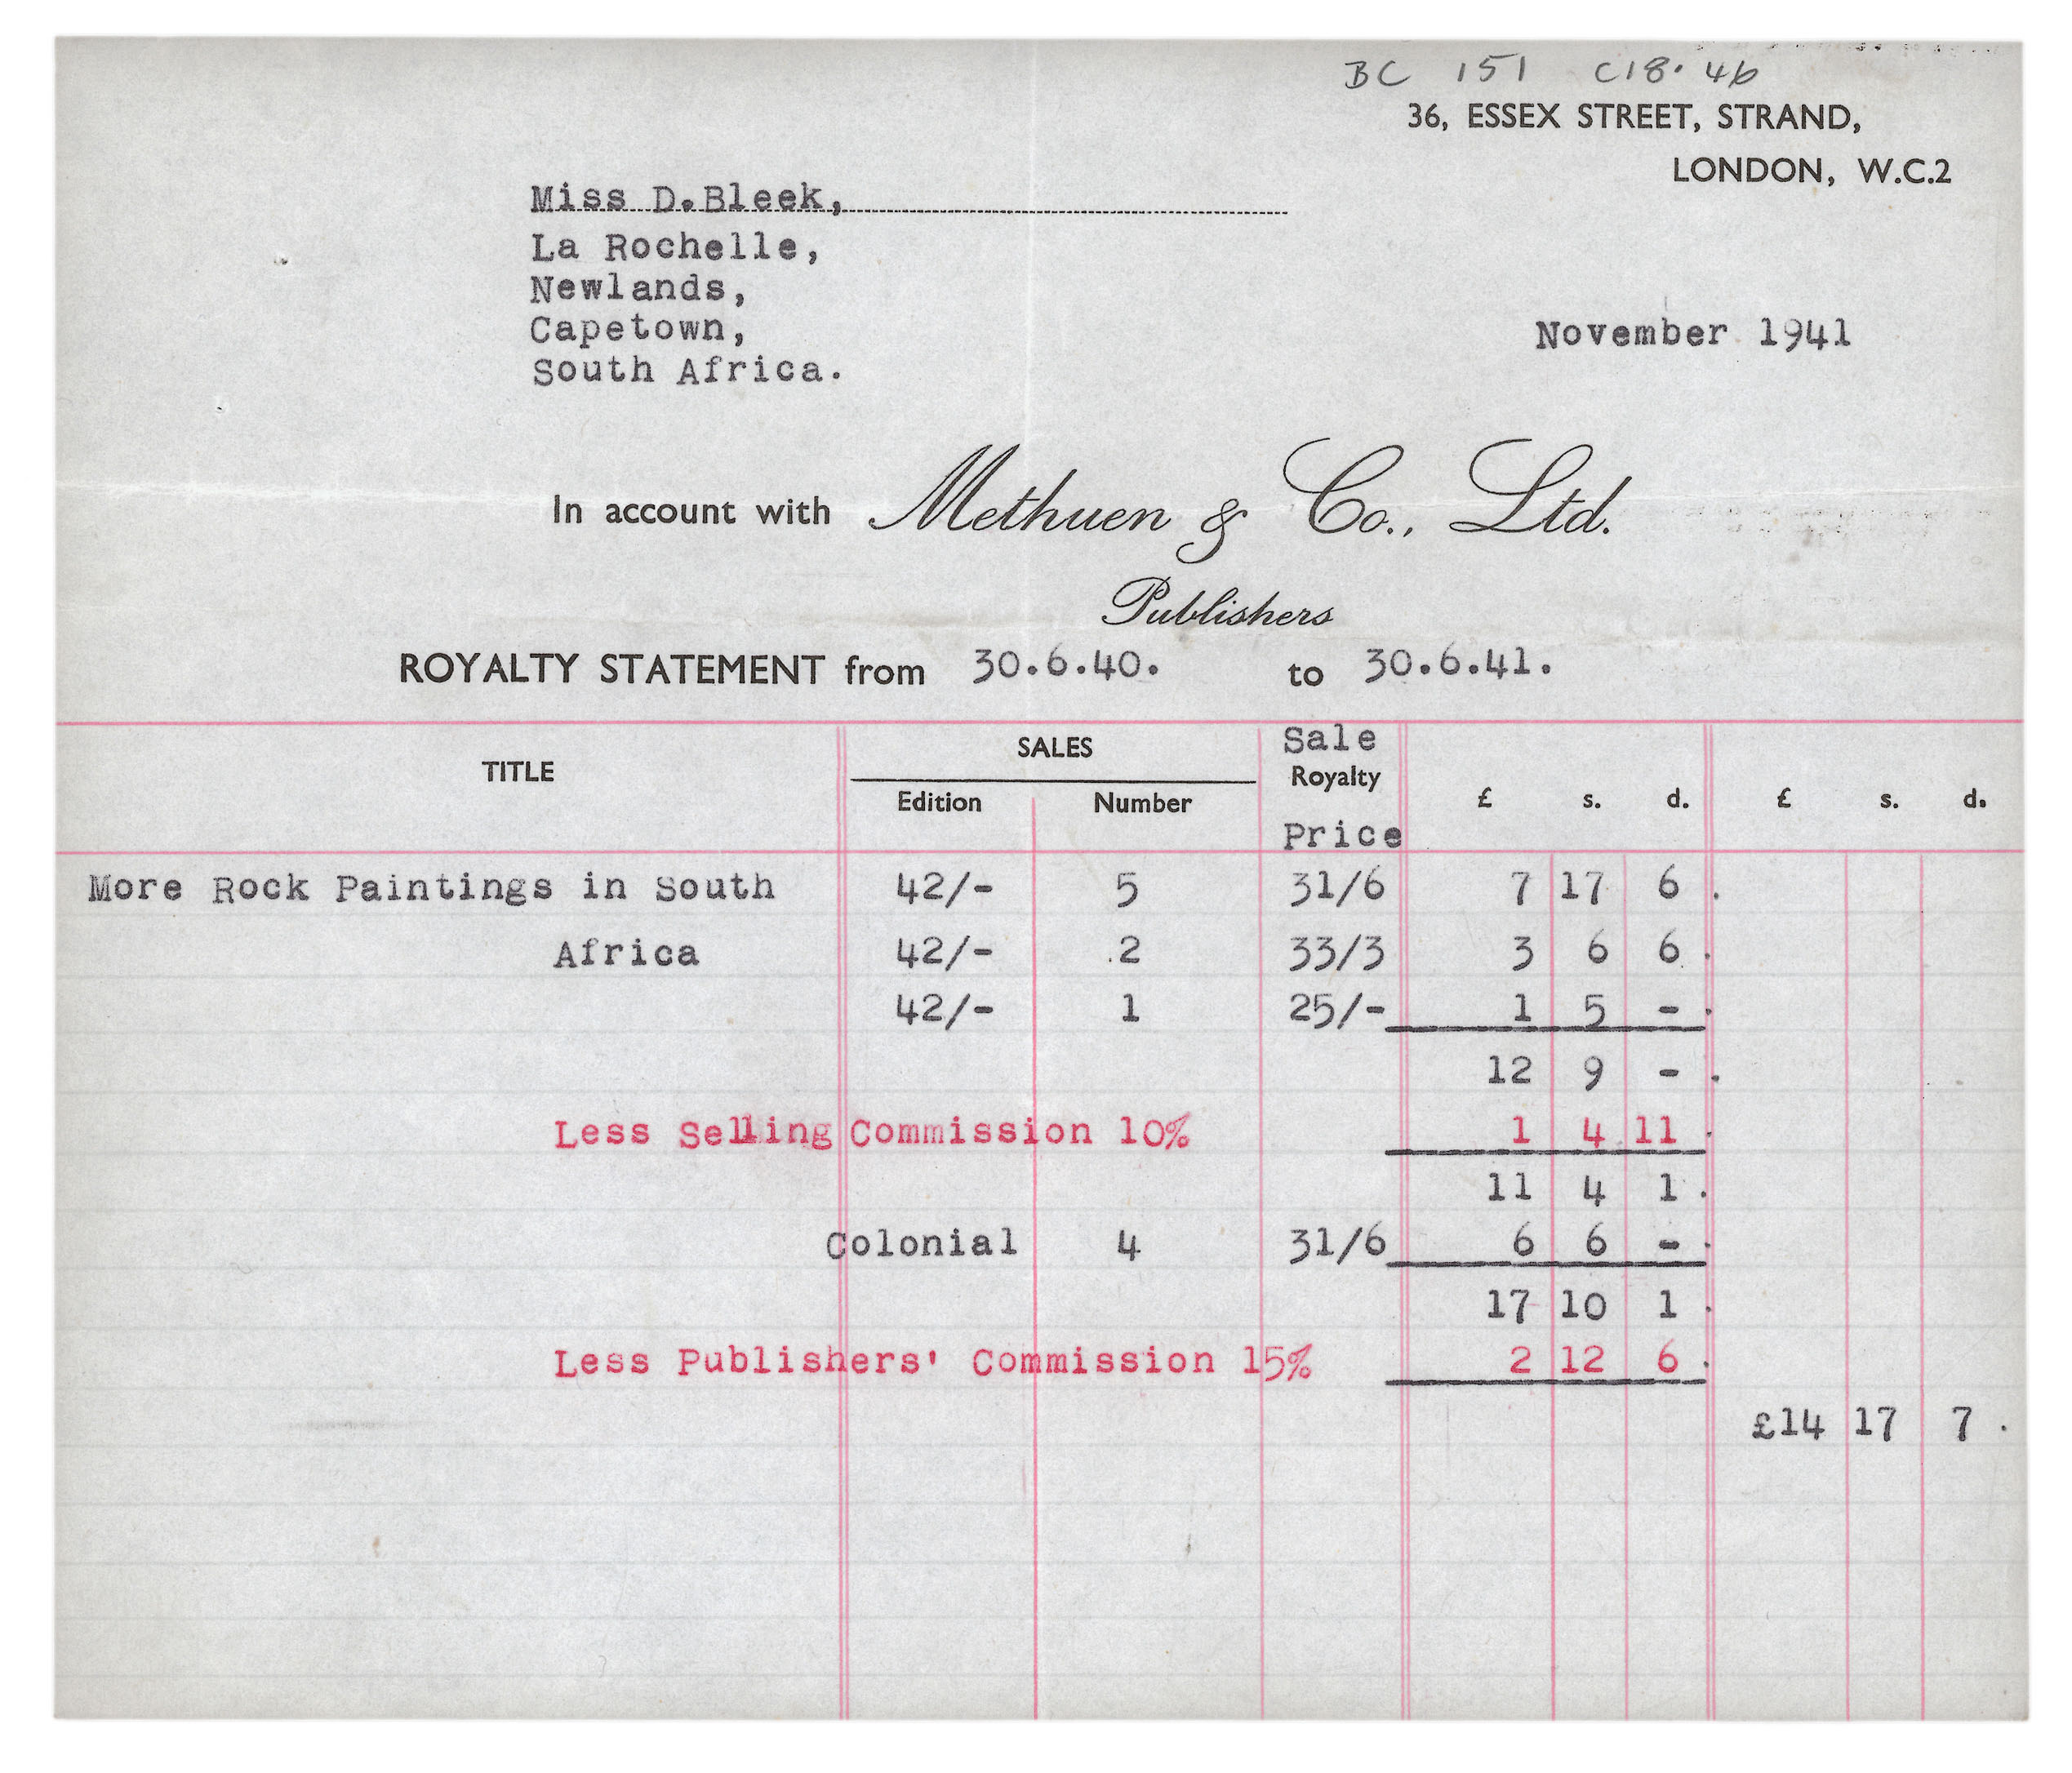 BC 151 C18.46
36, ESSEX STREET, STRAND,
LONDON, W.C.2
Miss D.Bleek,
La Rochelle,
Newlands,
Capetown,
South Africa.
November 1941
In account with Methuen & Co., Ltd.
Publishers
ROYALTY STATEMENT from 30.6.40. to 30.6.41.
TITLE SALES Sale Royalty Price £ s. d. £ s. d.
Edition Number
More Rock Paintings in South 42/- 5 31/6 7 17 6
Africa 42/- 2 33/3 3 6 6
42/- 1 25/- 1 5 -
12 9 -
Less Selling Commission 10% 1 4 11
11 4 1
Colonial 4 31/6 6 6 -
17 10 1
Less Publishers' Commission 15% 2 12 6
£14 17 7